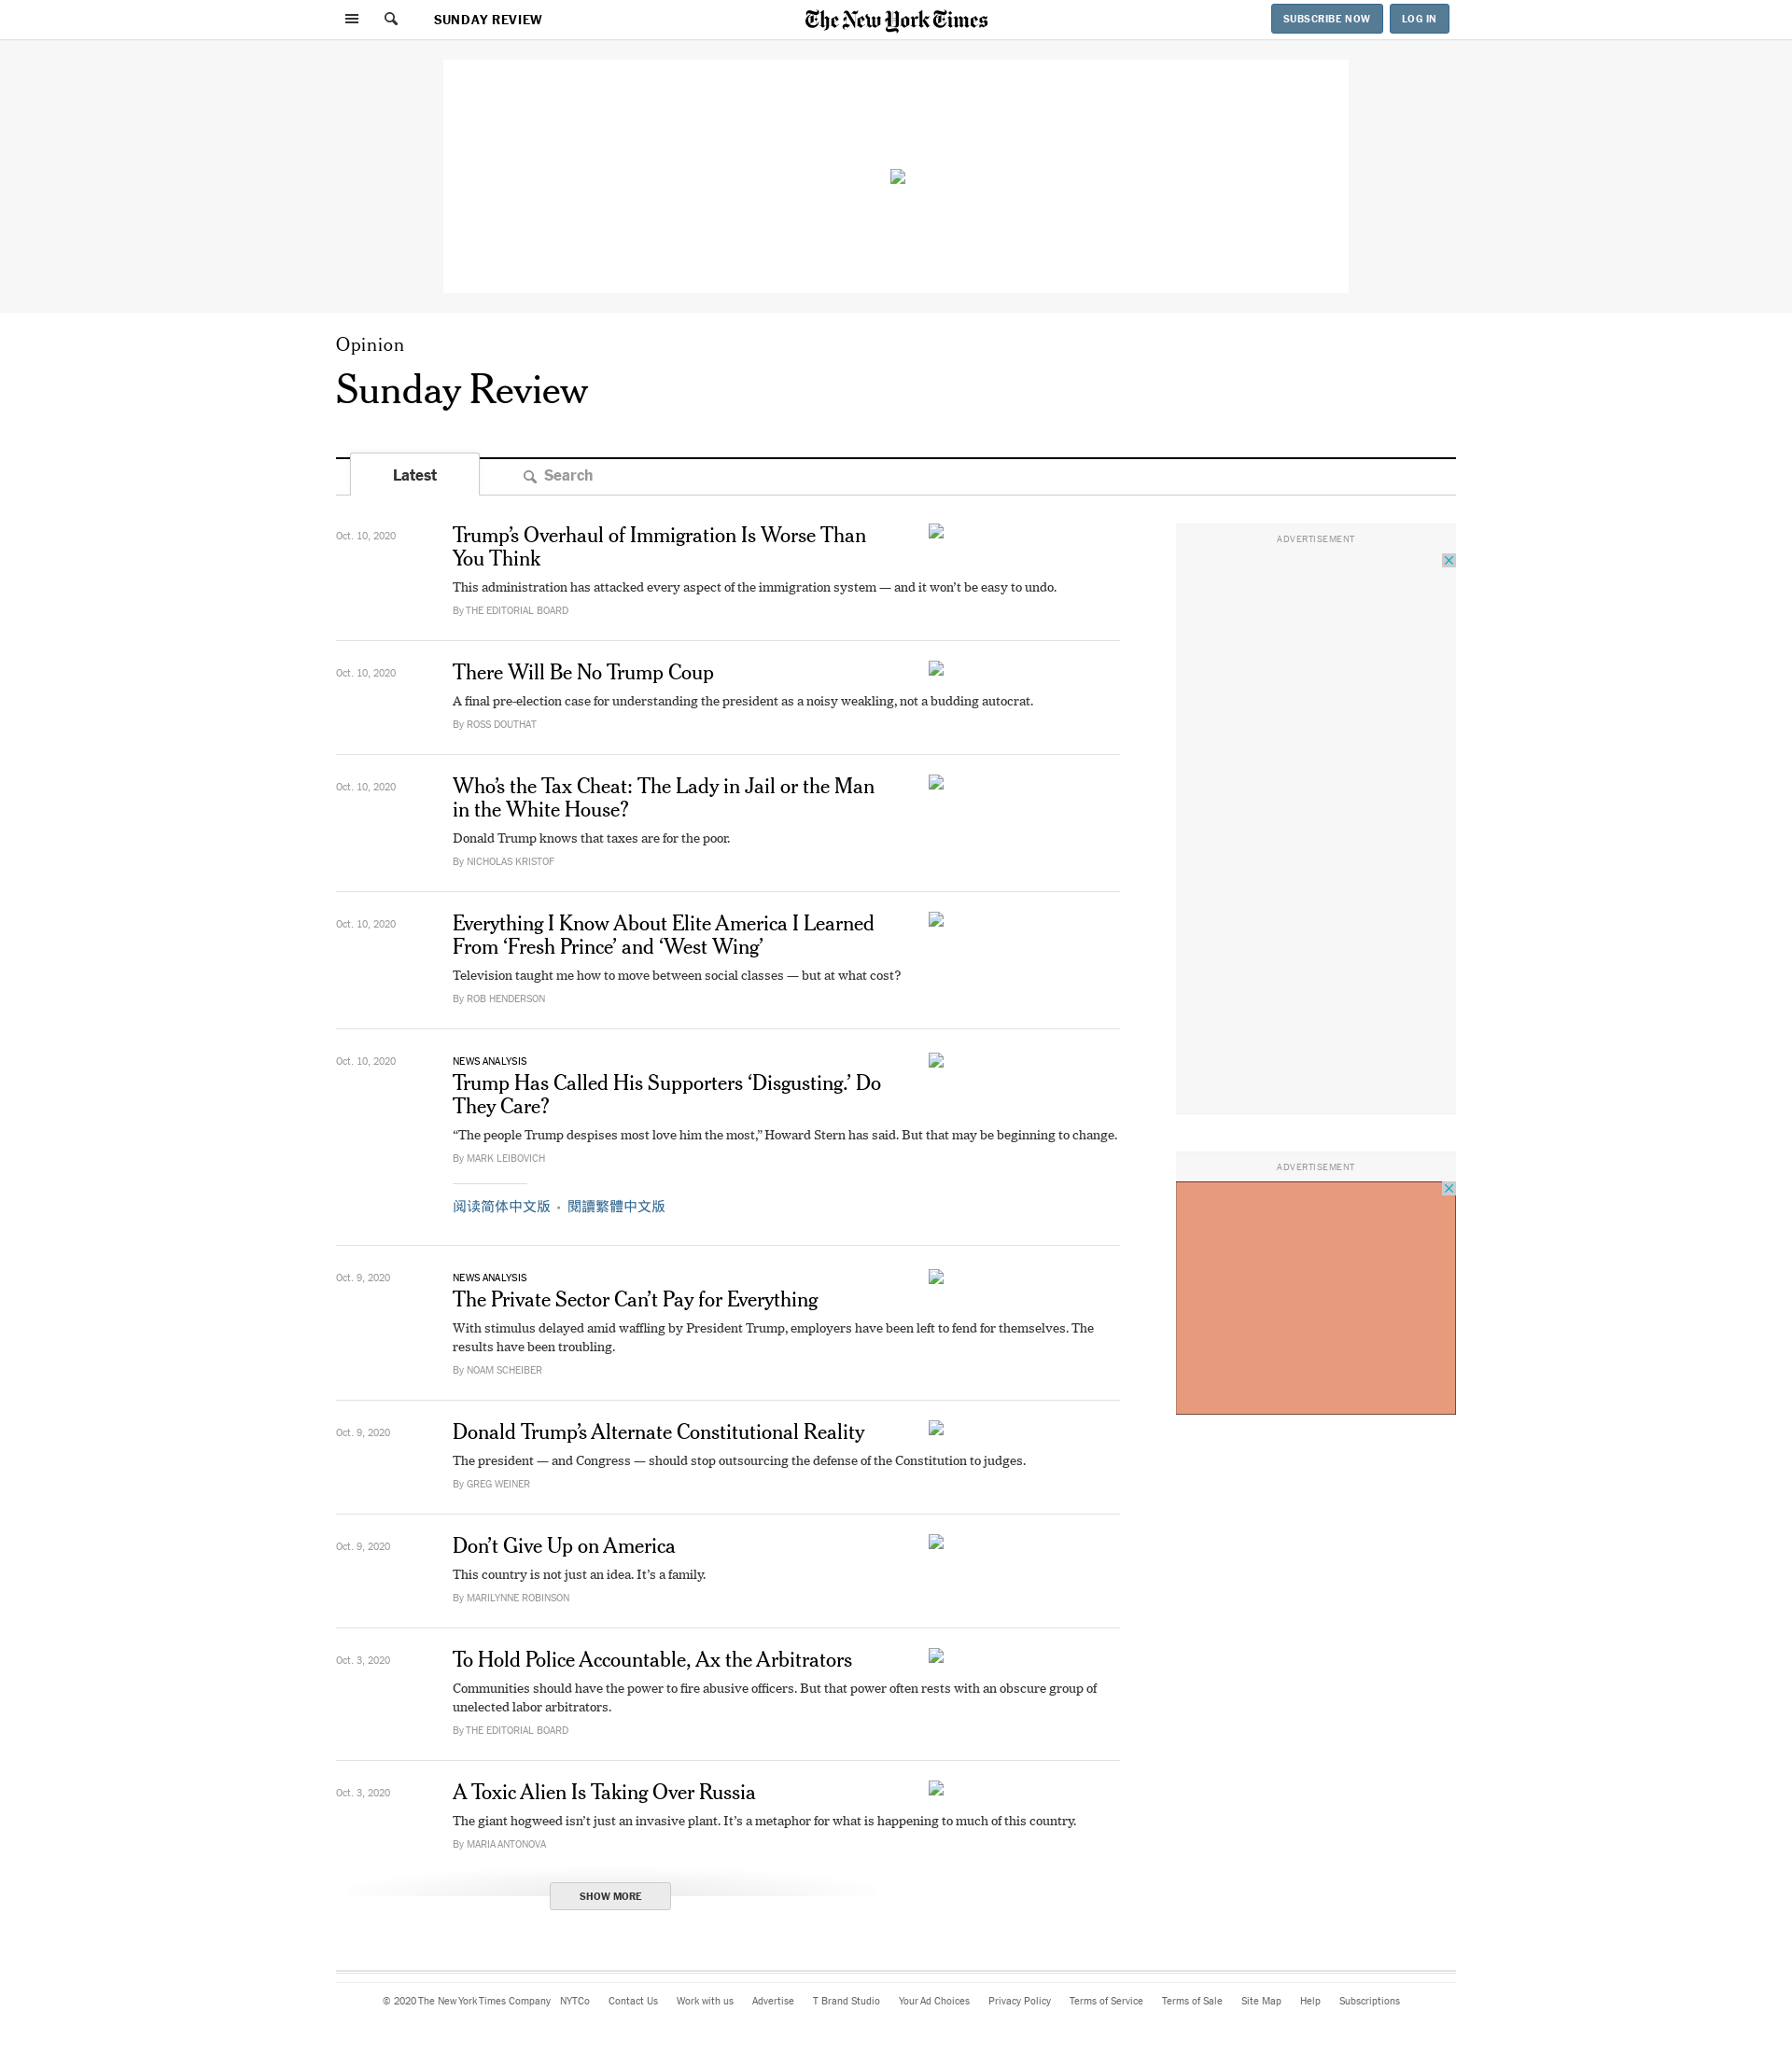 SUNDAY REVIEW
The New York Times
SUBSCRIBE NOW
LOG IN
Opinion
Sunday Review
Latest
Search
Oct. 10, 2020
Trump’s Overhaul of Immigration Is Worse Than
You Think
This administration has attacked every aspect of the immigration system — and it won’t be easy to undo.
By THE EDITORIAL BOARD
Oct. 10, 2020
There Will Be No Trump Coup
A final pre-election case for understanding the president as a noisy weakling, not a budding autocrat.
By ROSS DOUTHAT
Oct. 10, 2020
Who’s the Tax Cheat: The Lady in Jail or the Man
in the White House?
Donald Trump knows that taxes are for the poor.
By NICHOLAS KRISTOF
Oct. 10, 2020
Everything I Know About Elite America I Learned
From ‘Fresh Prince’ and ‘West Wing’
Television taught me how to move between social classes — but at what cost?
By ROB HENDERSON
Oct. 10, 2020
NEWS ANALYSIS
Trump Has Called His Supporters ‘Disgusting.’ Do
They Care?
“The people Trump despises most love him the most,” Howard Stern has said. But that may be beginning to change.
By MARK LEIBOVICH
阅读简体中文版 • 閱讀繁體中文版
Oct. 9, 2020
NEWS ANALYSIS
The Private Sector Can’t Pay for Everything
With stimulus delayed amid waffling by President Trump, employers have been left to fend for themselves. The
results have been troubling.
By NOAM SCHEIBER
Oct. 9, 2020
Donald Trump’s Alternate Constitutional Reality
The president — and Congress — should stop outsourcing the defense of the Constitution to judges.
By GREG WEINER
Oct. 9, 2020
Don’t Give Up on America
This country is not just an idea. It’s a family.
By MARILYNNE ROBINSON
Oct. 3, 2020
To Hold Police Accountable, Ax the Arbitrators
Communities should have the power to fire abusive officers. But that power often rests with an obscure group of
unelected labor arbitrators.
By THE EDITORIAL BOARD
Oct. 3, 2020
A Toxic Alien Is Taking Over Russia
The giant hogweed isn’t just an invasive plant. It’s a metaphor for what is happening to much of this country.
By MARIA ANTONOVA
SHOW MORE
ADVERTISEMENT
ADVERTISEMENT
© 2020 The New York Times Company NYTCo Contact Us Work with us Advertise T Brand Studio Your Ad Choices Privacy Policy Terms of Service Terms of Sale Site Map Help Subscriptions